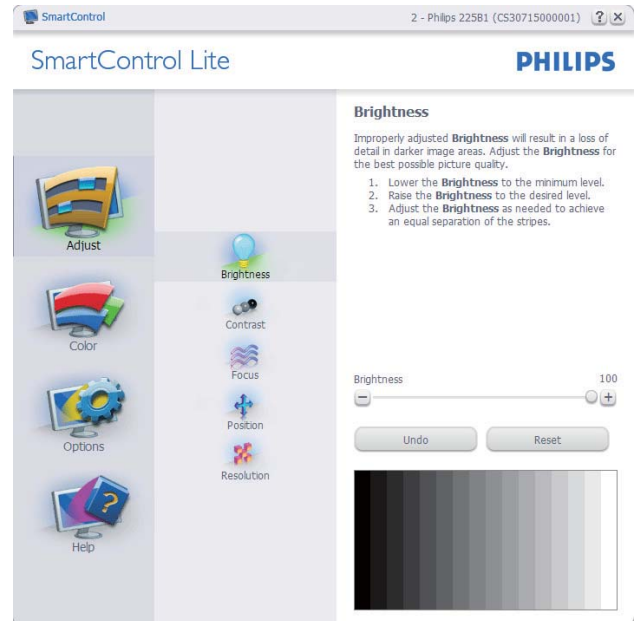 SmartControl
2 - Philips 225B1 (CS30715000001)
SmartControl Lite
PHILIPS
Adjust
Color
Options
Help
Brightness
Contrast
Focus
Position
Resolution
Brightness
Improperly adjusted Brightness will result in a loss of
detail in darker image areas. Adjust the Brightness for
the best possible picture quality.
1. Lower the Brightness to the minimum level.
2. Raise the Brightness to the desired level.
3. Adjust the Brightness as needed to achieve
an equal separation of the stripes.
Brightness 100
Undo Reset